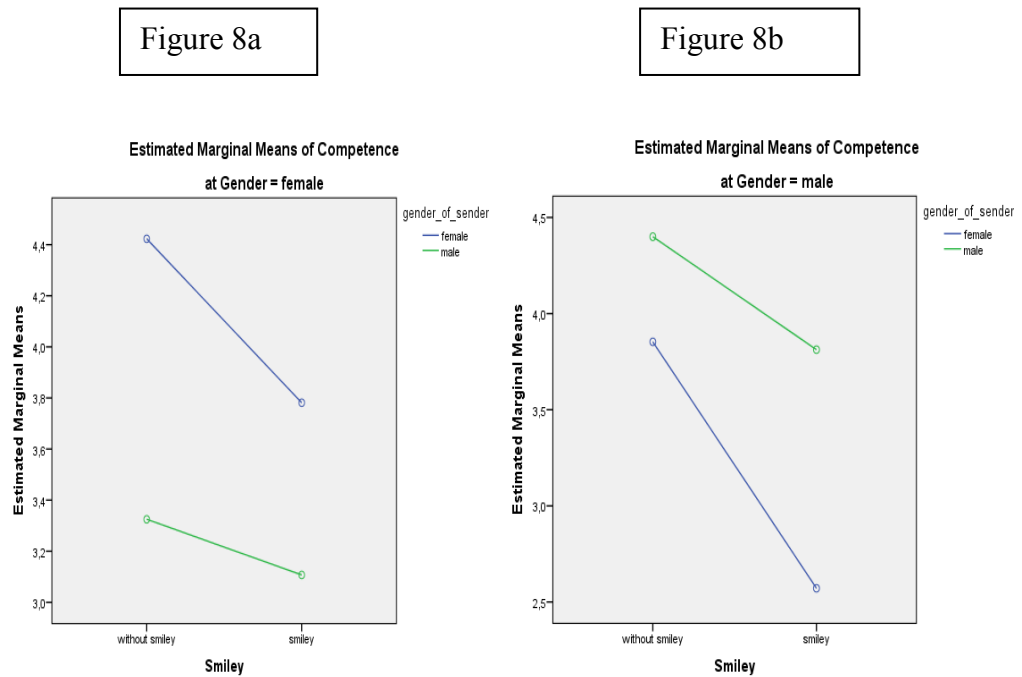 Figure 8a
Figure 8b
Estimated Marginal Means of Competence
at Gender = female
gender_of_sender
female
male
Estimated Marginal Means
4,4
4,2
4,0
3,8
3,6
3,4
3,2
3,0
without smiley
smiley
Smiley
Estimated Marginal Means of Competence
at Gender = male
gender_of_sender
female
male
Estimated Marginal Means
4,5
4,0
3,5
3,0
2,5
without smiley
smiley
Smiley